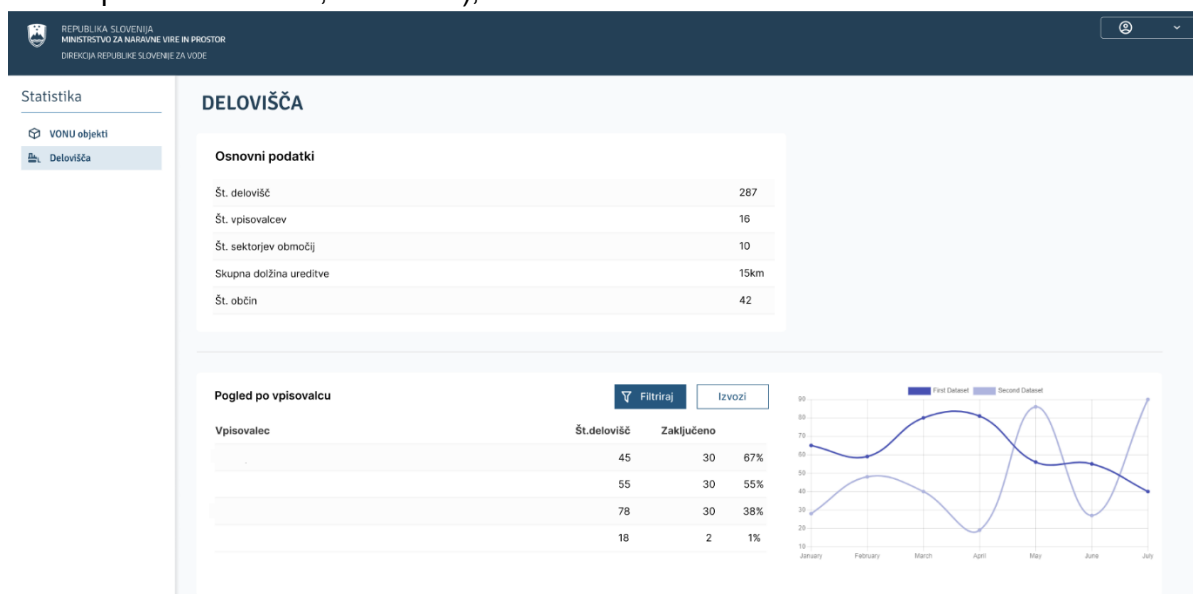 REPUBLIKA SLOVENIJA
MINISTRSTVO ZA NARAVNE VIRE IN PROSTOR
DIREKCIJA REPUBLIKE SLOVENIJE ZA VODE
Statistika
VONU objekti
Delovišča
DELOVIŠČA
Osnovni podatki
Št. delovišč 287
Št. vpisovalcev 16
Št. sektorjev območij 10
Skupna dolžina ureditve 15km
Št. občin 42
Pogled po vpisovalcu Filtriraj Izvozi
Vpisovalec Št.delovišč Zaključeno
45 30 67%
55 30 55%
78 30 38%
18 2 1%
First Dataset Second Dataset
90
80
70
60
50
40
30
20
10
January February March April May June July